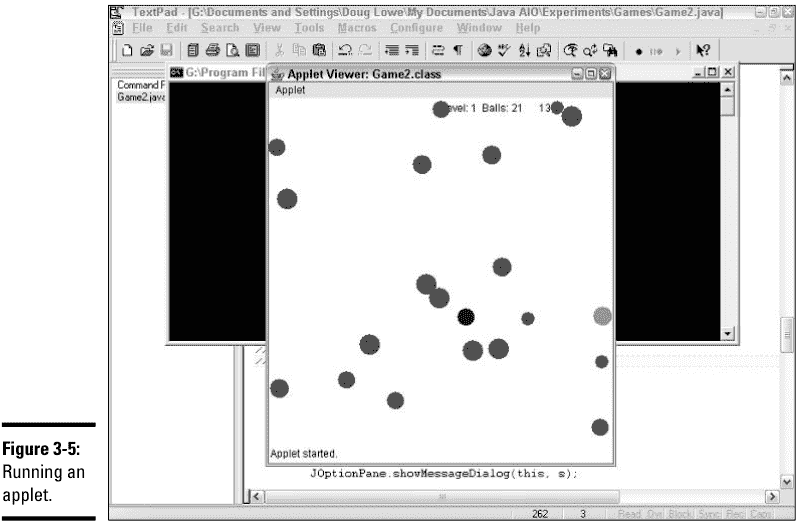 TextPad - [G:\Documents and Settings\Doug Lowe\My Documents\Java AIO\Experiments\Games\Game2.java]
File Edit Search View Tools Macros Configure Window Help
G:\Program Fil
Applet Viewer: Game2.class
Command F
Game2.java
Applet
evel: 1 Balls: 21 13
Applet started.
JOptionPane.showMessageDialog(this, s);
262 3 Read Ovr Block Sync Rec Caps
Figure 3-5:
Running an
applet.